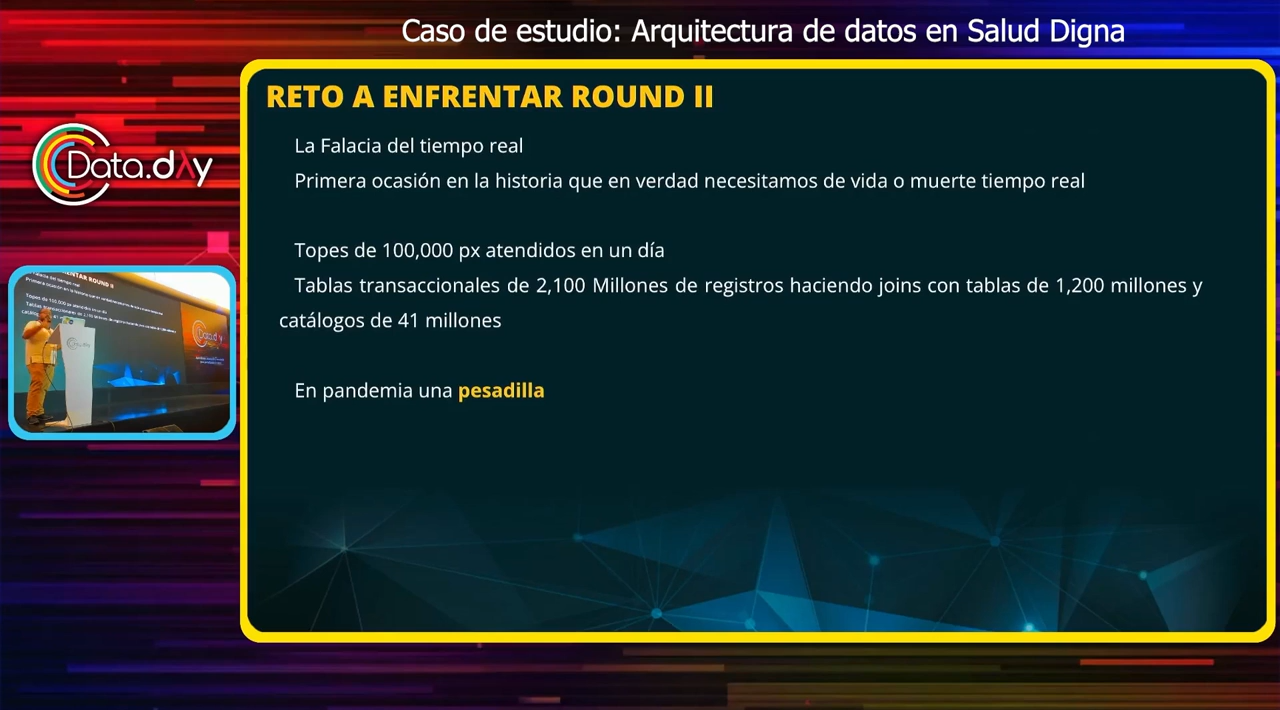 Caso de estudio: Arquitectura de datos en Salud Digna
RETO A ENFRENTAR ROUND II
La Falacia del tiempo real
Primera ocasión en la historia que en verdad necesitamos de vida o muerte tiempo real
Topes de 100,000 px atendidos en un día
Tablas transaccionales de 2,100 Millones de registros haciendo joins con tablas de 1,200 millones y
catálogos de 41 millones
En pandemia una pesadilla
Data.dλy